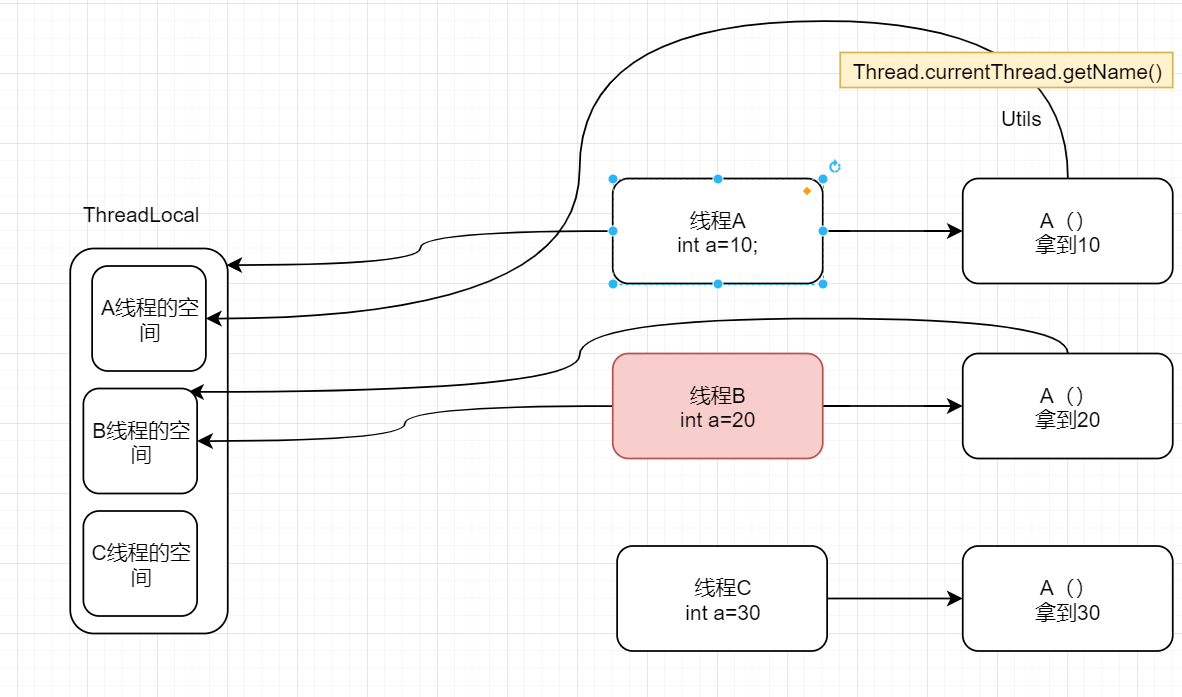 Thread.currentThread.getName()
Utils
ThreadLocal
A线程的空
间
B线程的空
间
C线程的空
间
线程A
int a=10;
A（）
拿到10
线程B
int a=20
A（）
拿到20
线程C
int a=30
A（）
拿到30